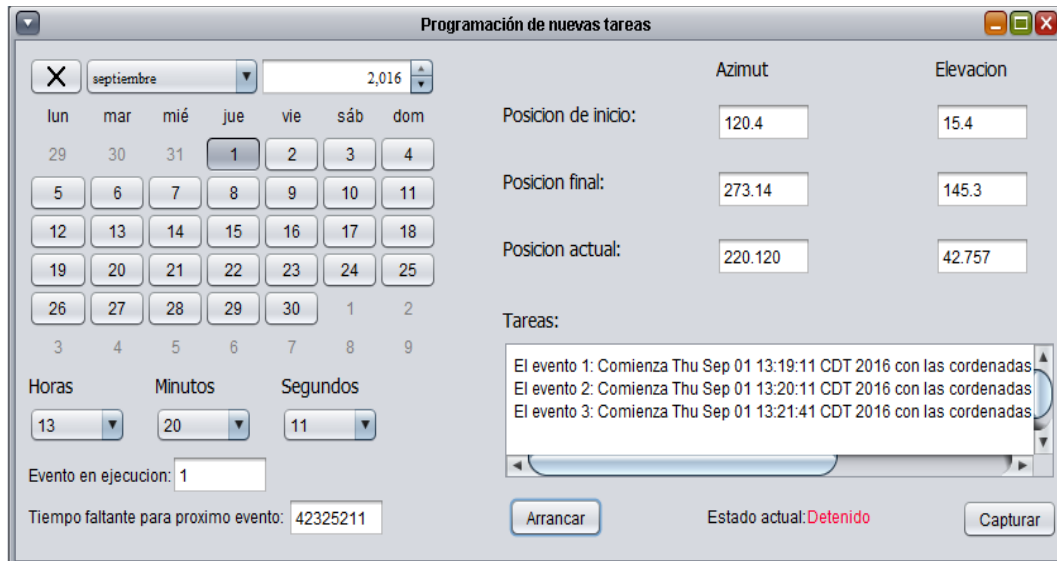 Programación de nuevas tareas
X septiembre 2,016
lun mar mié jue vie sáb dom
29 30 31 1 2 3 4
5 6 7 8 9 10 11
12 13 14 15 16 17 18
19 20 21 22 23 24 25
26 27 28 29 30 1 2
3 4 5 6 7 8 9
Horas Minutos Segundos
13 20 11
Evento en ejecucion: 1
Tiempo faltante para proximo evento: 42325211
Azimut Elevacion
Posicion de inicio: 120.4 15.4
Posicion final: 273.14 145.3
Posicion actual: 220.120 42.757
Tareas:
El evento 1: Comienza Thu Sep 01 13:19:11 CDT 2016 con las cordenadas
El evento 2: Comienza Thu Sep 01 13:20:11 CDT 2016 con las cordenadas
El evento 3: Comienza Thu Sep 01 13:21:41 CDT 2016 con las cordenadas
Arrancar Estado actual:Detenido Capturar